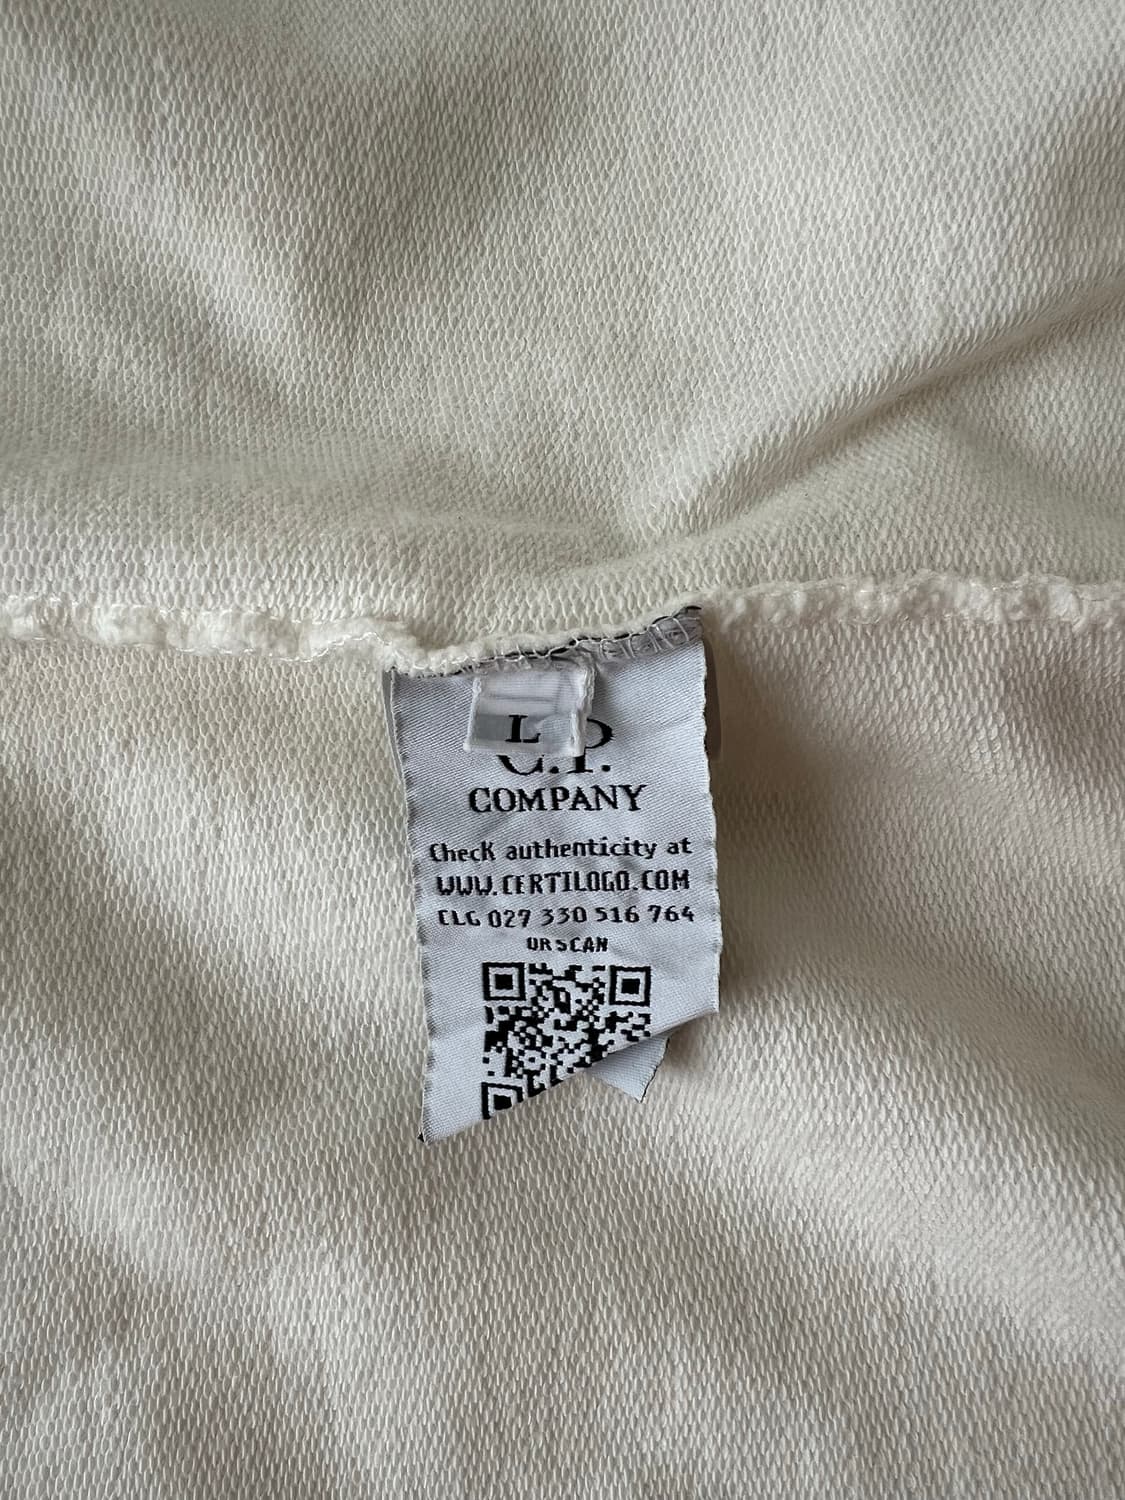 L
C.P.
COMPANY
Check authenticity at
WWW.CERTILOGO.COM
CLG 027 330 516 764
OR SCAN